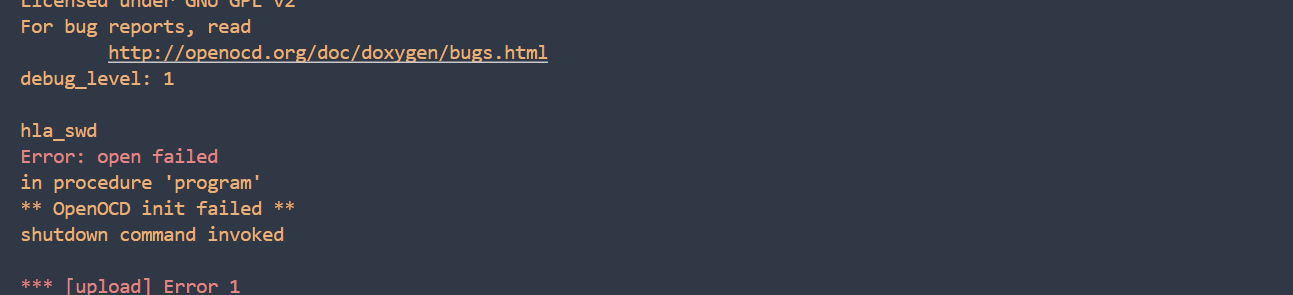 Licensed under GNU GPL v2
For bug reports, read
http://openocd.org/doc/doxygen/bugs.html
debug_level: 1
hla_swd
Error: open failed
in procedure 'program'
** OpenOCD init failed **
shutdown command invoked
*** [upload] Error 1